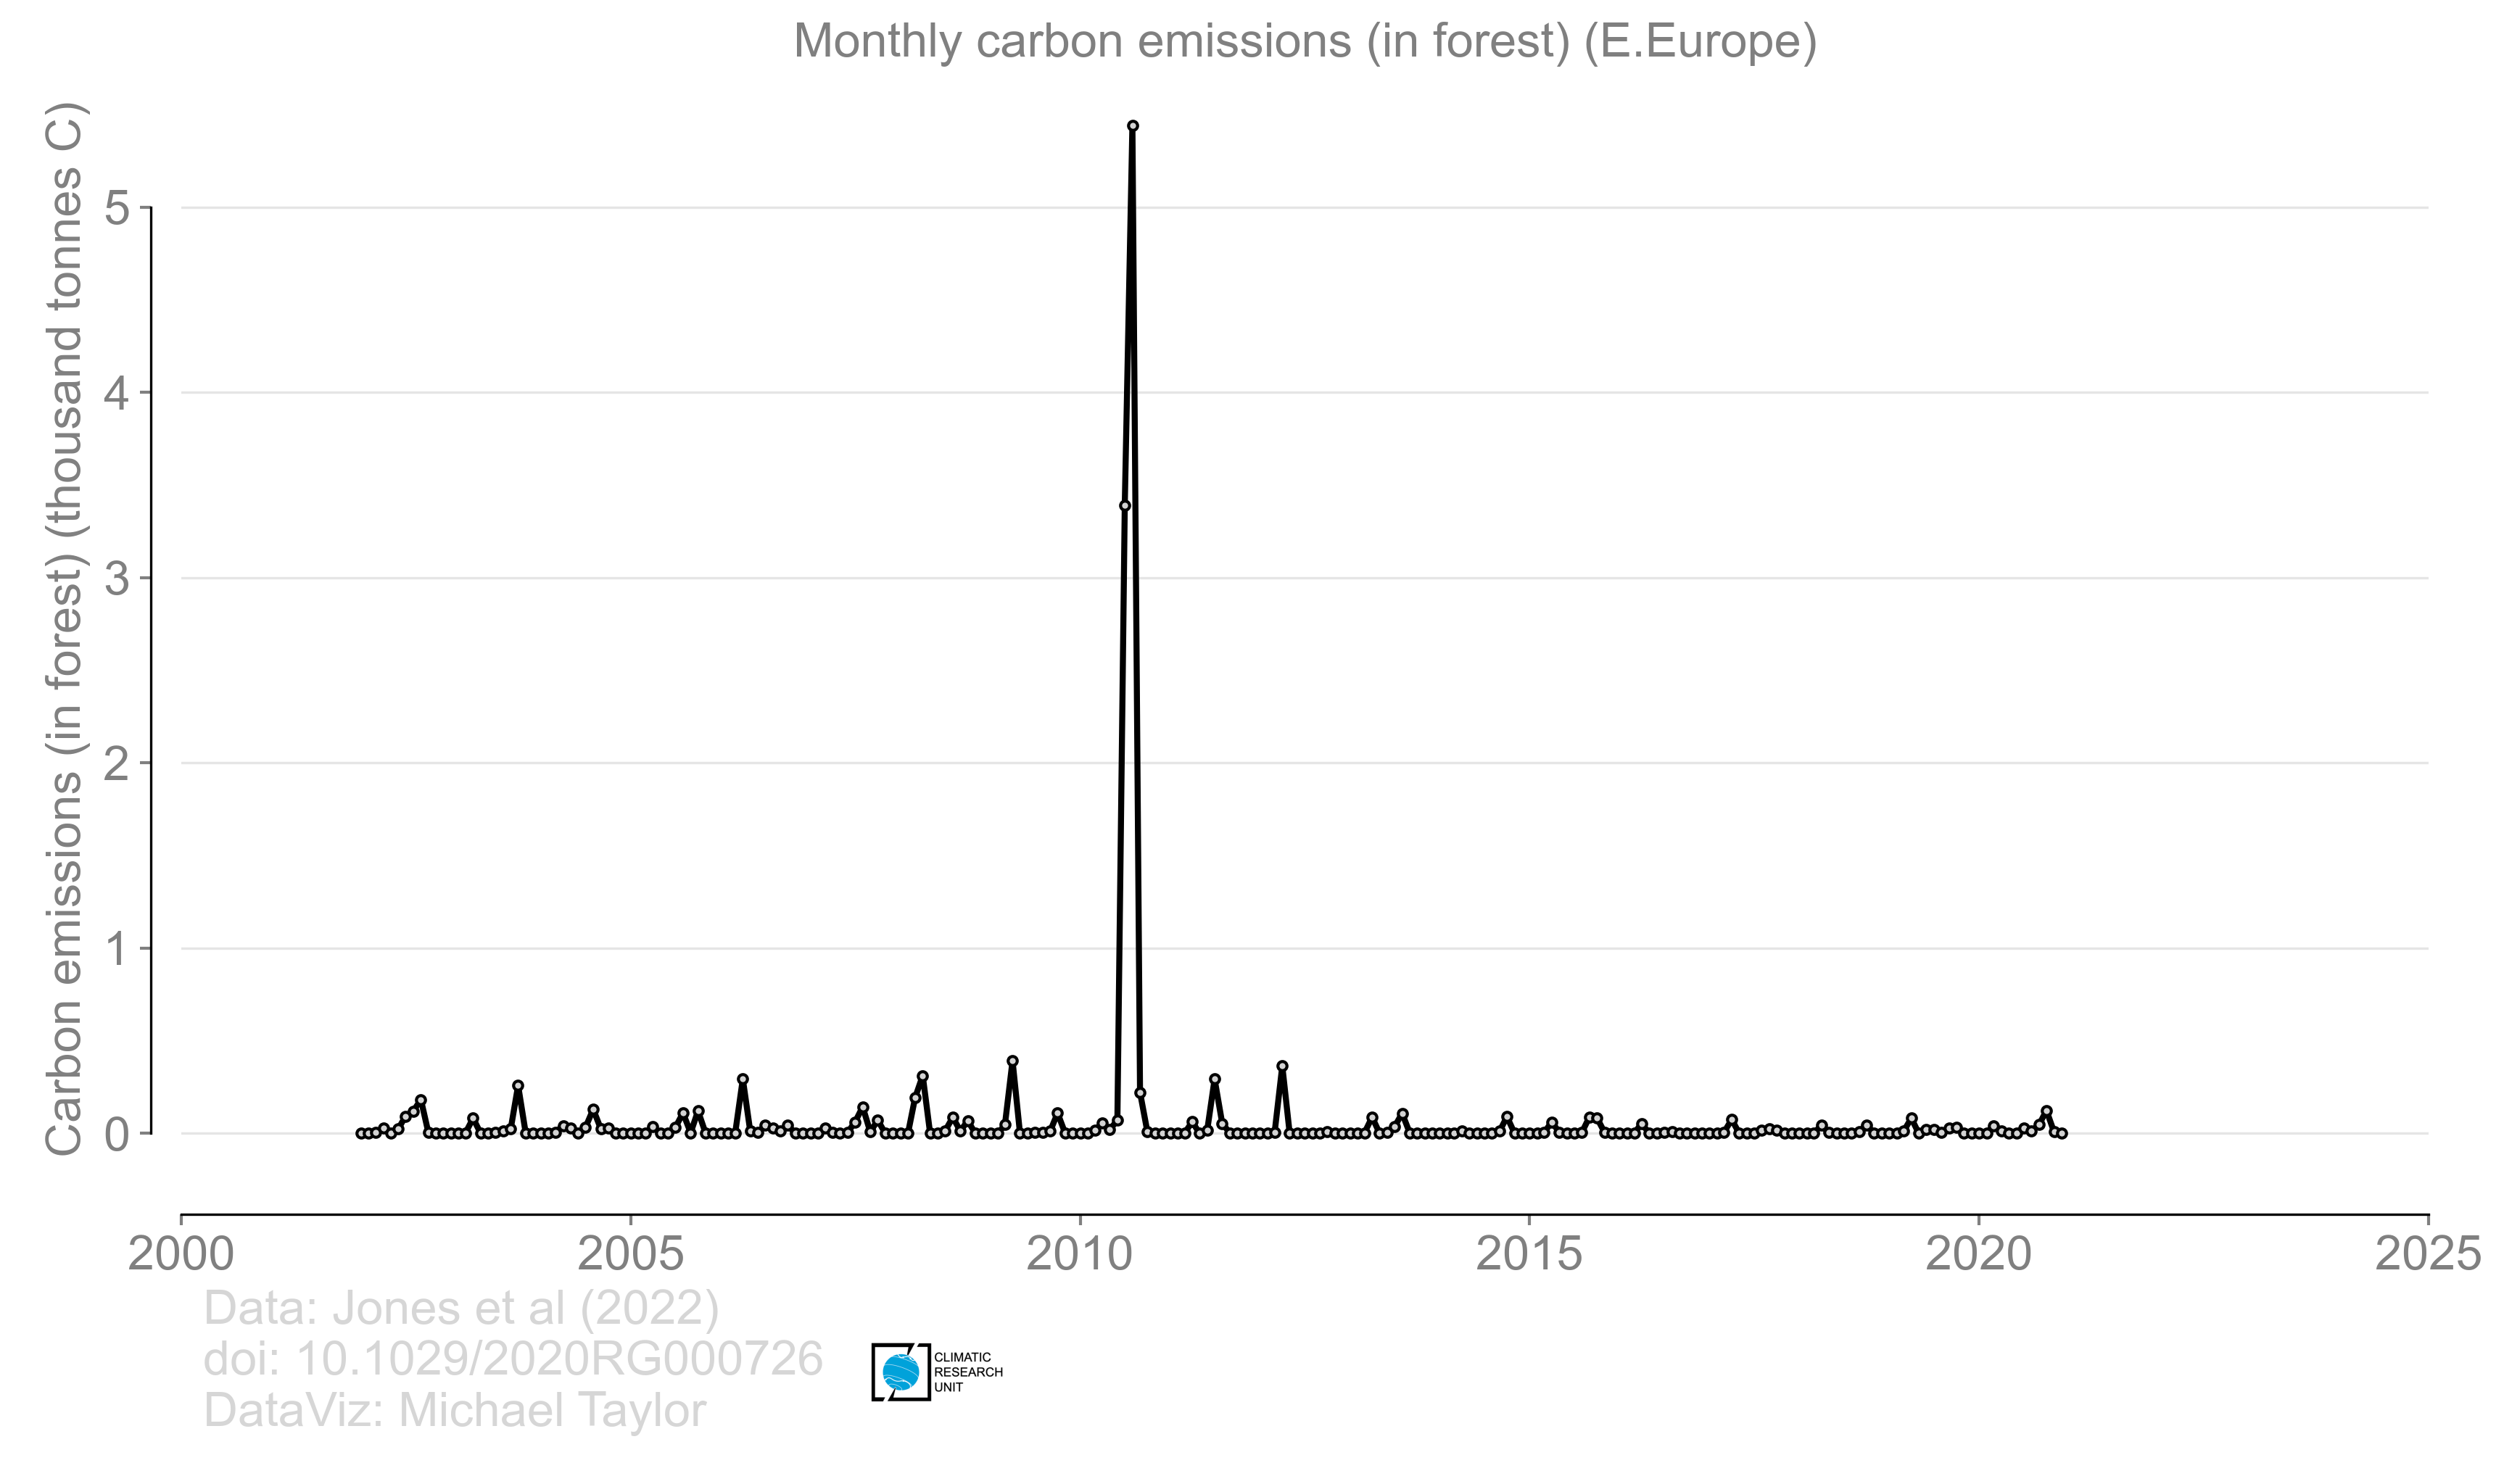 Monthly carbon emissions (in forest) (E.Europe)
Carbon emissions (in forest) (thousand tonnes C)
5
4
3
2
1
0
2000
2005
2010
2015
2020
2025
Data: Jones et al (2022)
doi: 10.1029/2020RG000726
DataViz: Michael Taylor
CLIMATIC
RESEARCH
UNIT